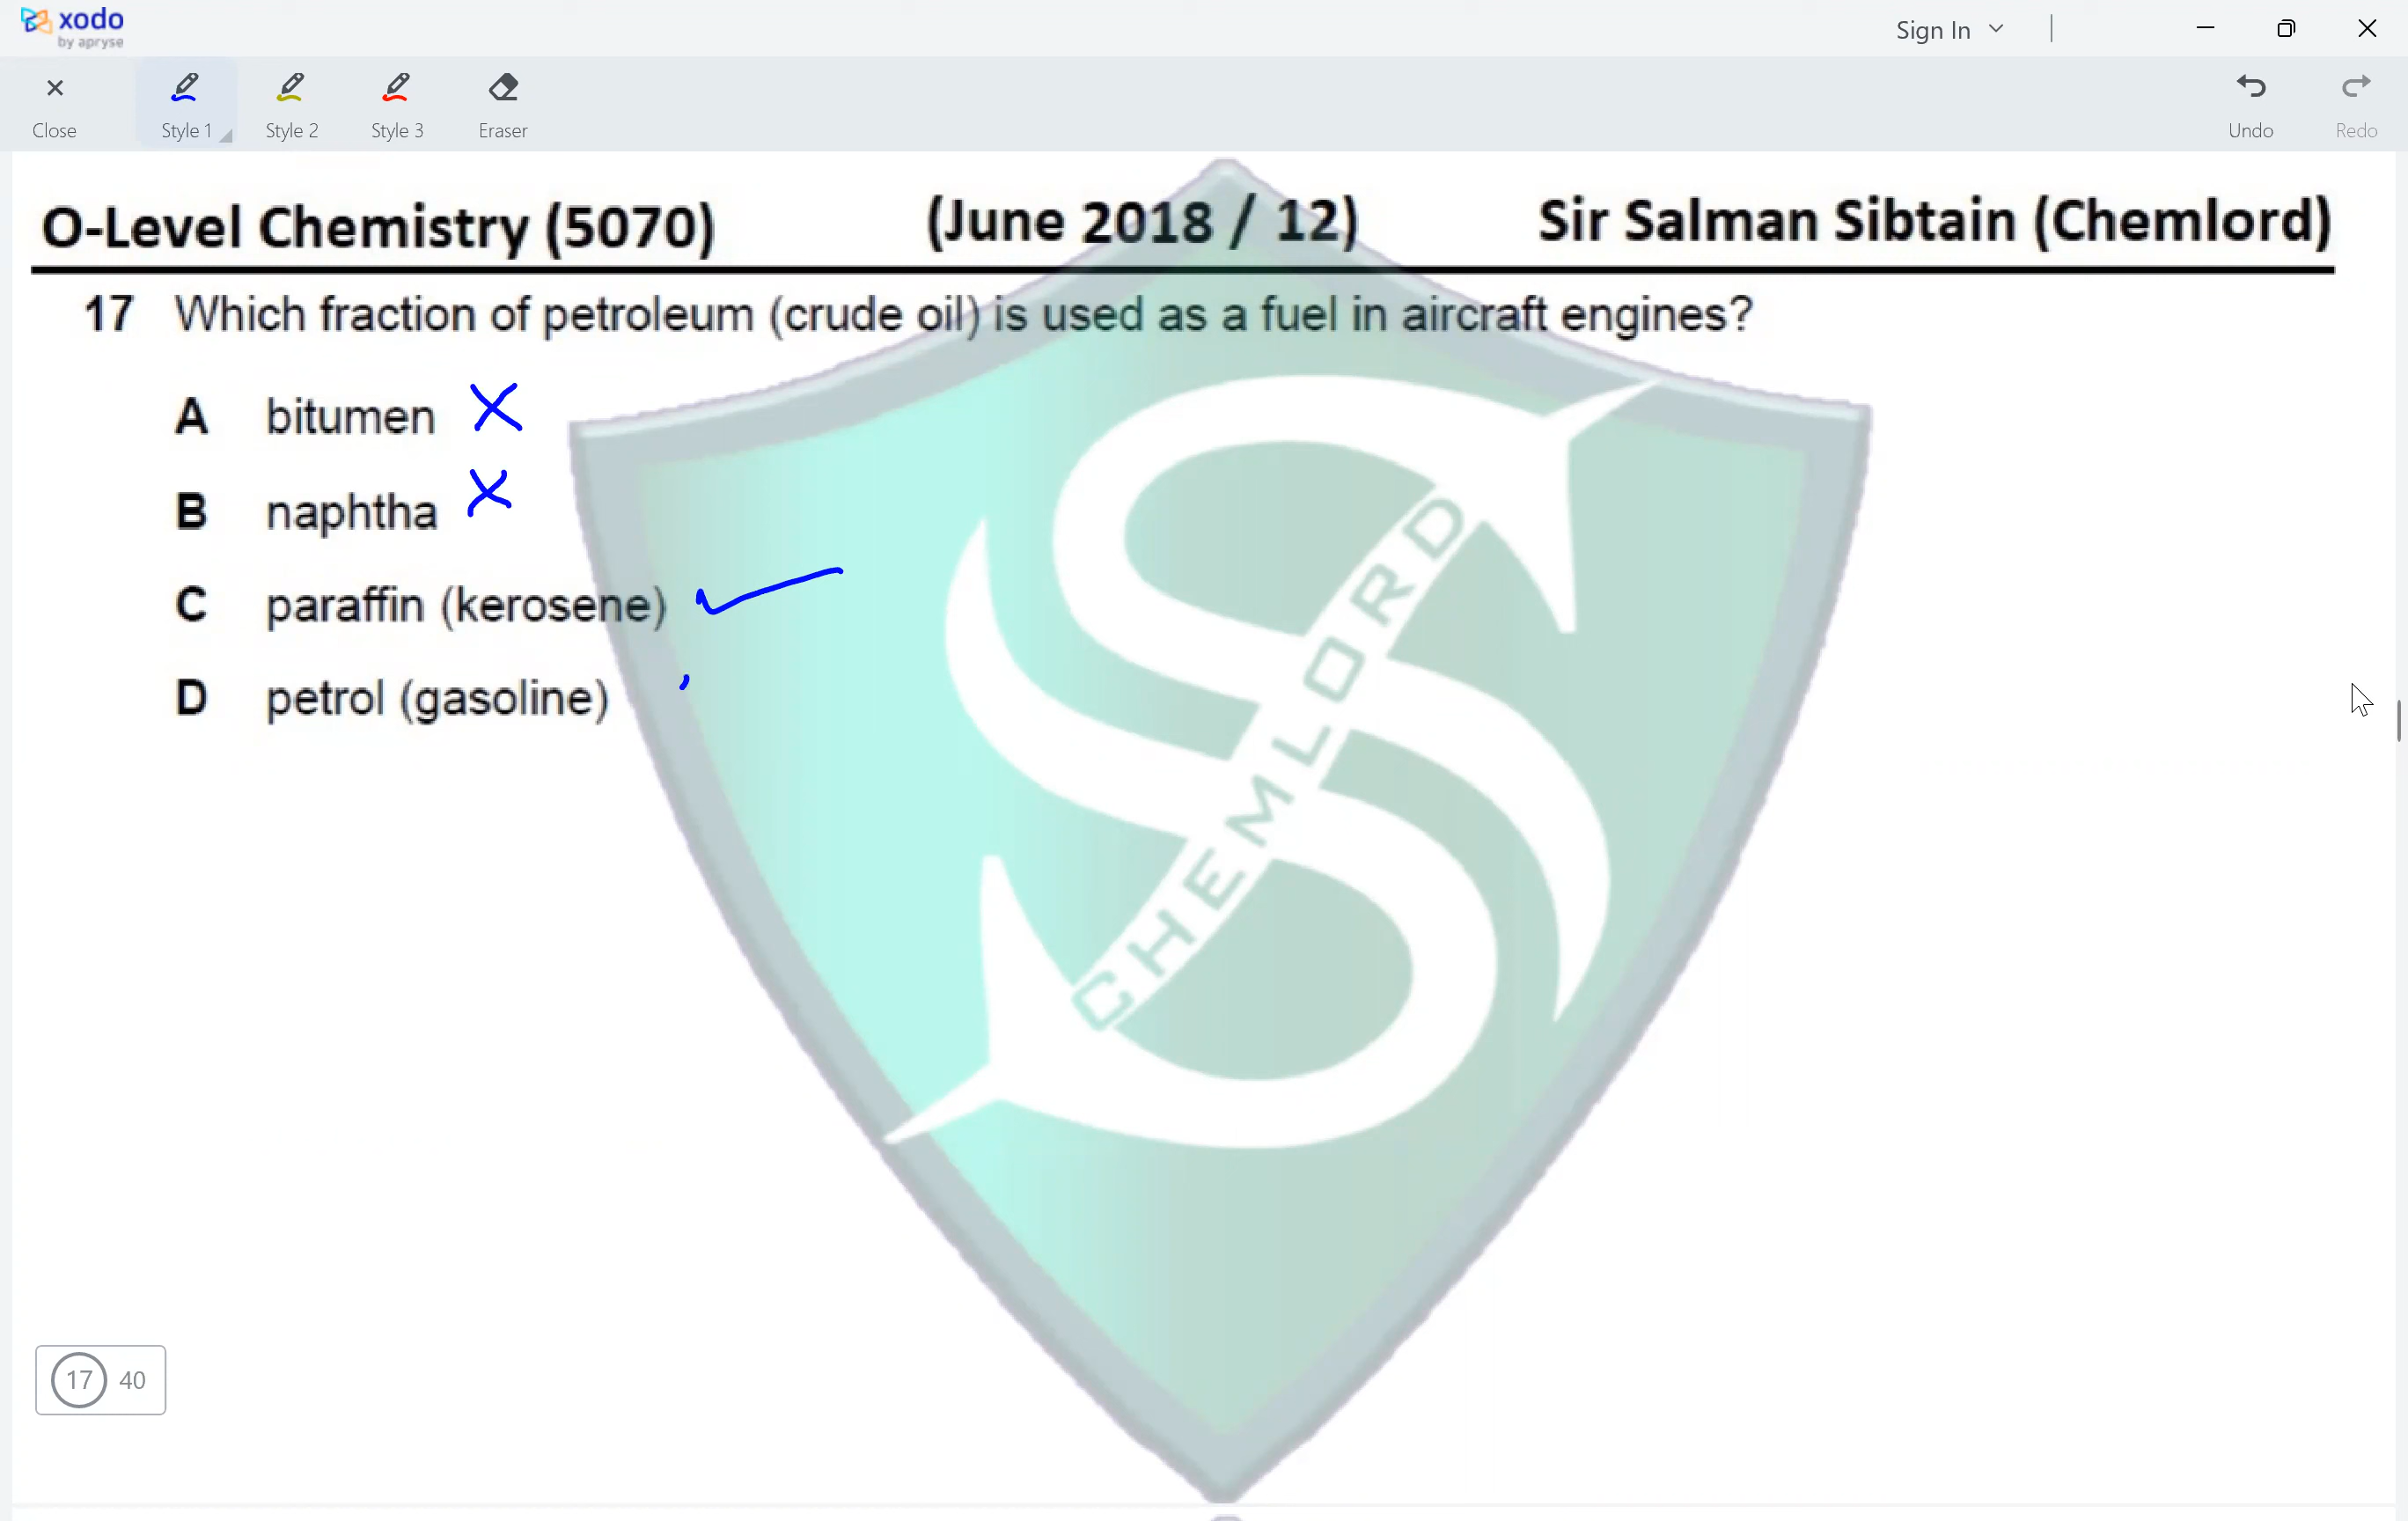 xodo
by apryse
Sign In
Close
Style 1
Style 2
Style 3
Eraser
Undo
Redo
O-Level Chemistry (5070) (June 2018 / 12) Sir Salman Sibtain (Chemlord)
17 Which fraction of petroleum (crude oil) is used as a fuel in aircraft engines?
A bitumen
B naphtha
C paraffin (kerosene)
D petrol (gasoline)
CHEMLORD
17 40